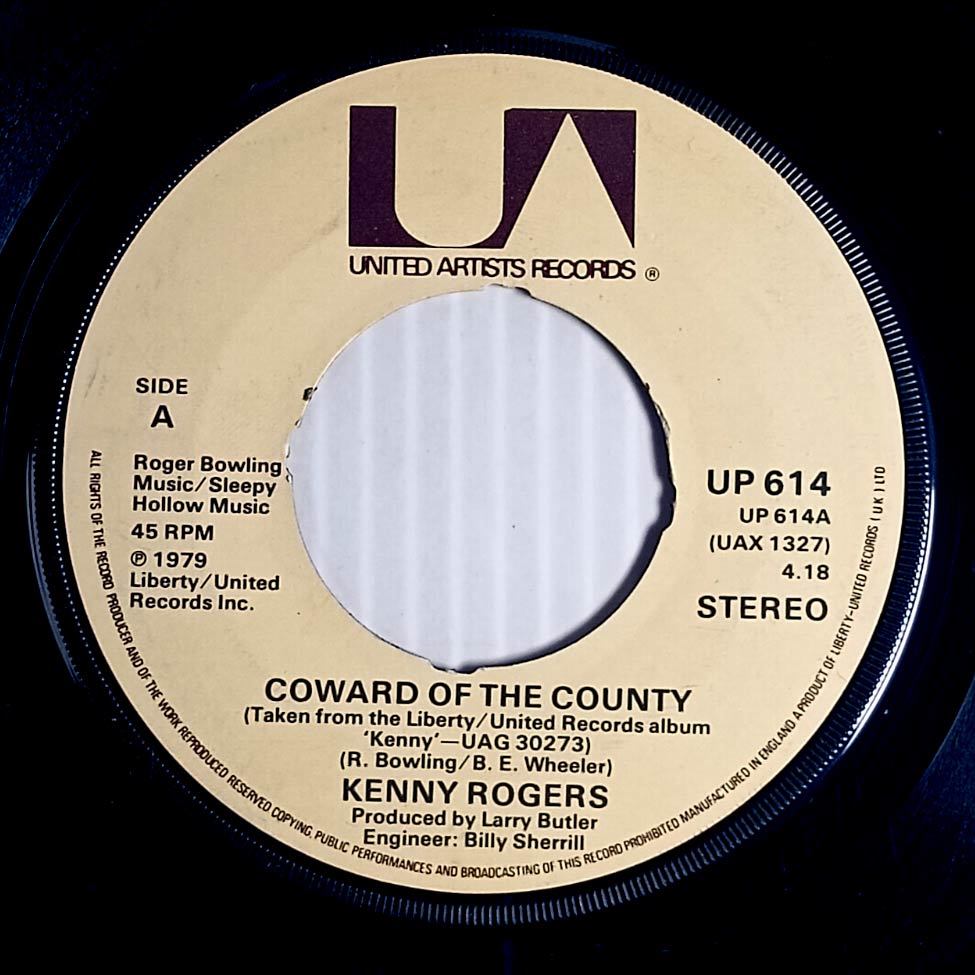 UA
UNITED ARTISTS RECORDS ®
SIDE
A
Roger Bowling
Music/Sleepy
Hollow Music
45 RPM
℗ 1979
Liberty/United
Records Inc.
UP 614
UP 614A
(UAX 1327)
4.18
STEREO
COWARD OF THE COUNTY
(Taken from the Liberty/United Records album
'Kenny'—UAG 30273)
(R. Bowling/B. E. Wheeler)
KENNY ROGERS
Produced by Larry Butler
Engineer: Billy Sherrill
ALL RIGHTS OF THE RECORD PRODUCER AND OF THE WORK REPRODUCED RESERVED COPYING, PUBLIC PERFORMANCES AND BROADCASTING OF THIS RECORD PROHIBITED MANUFACTURED IN ENGLAND A PRODUCT OF LIBERTY-UNITED RECORDS (UK) LTD